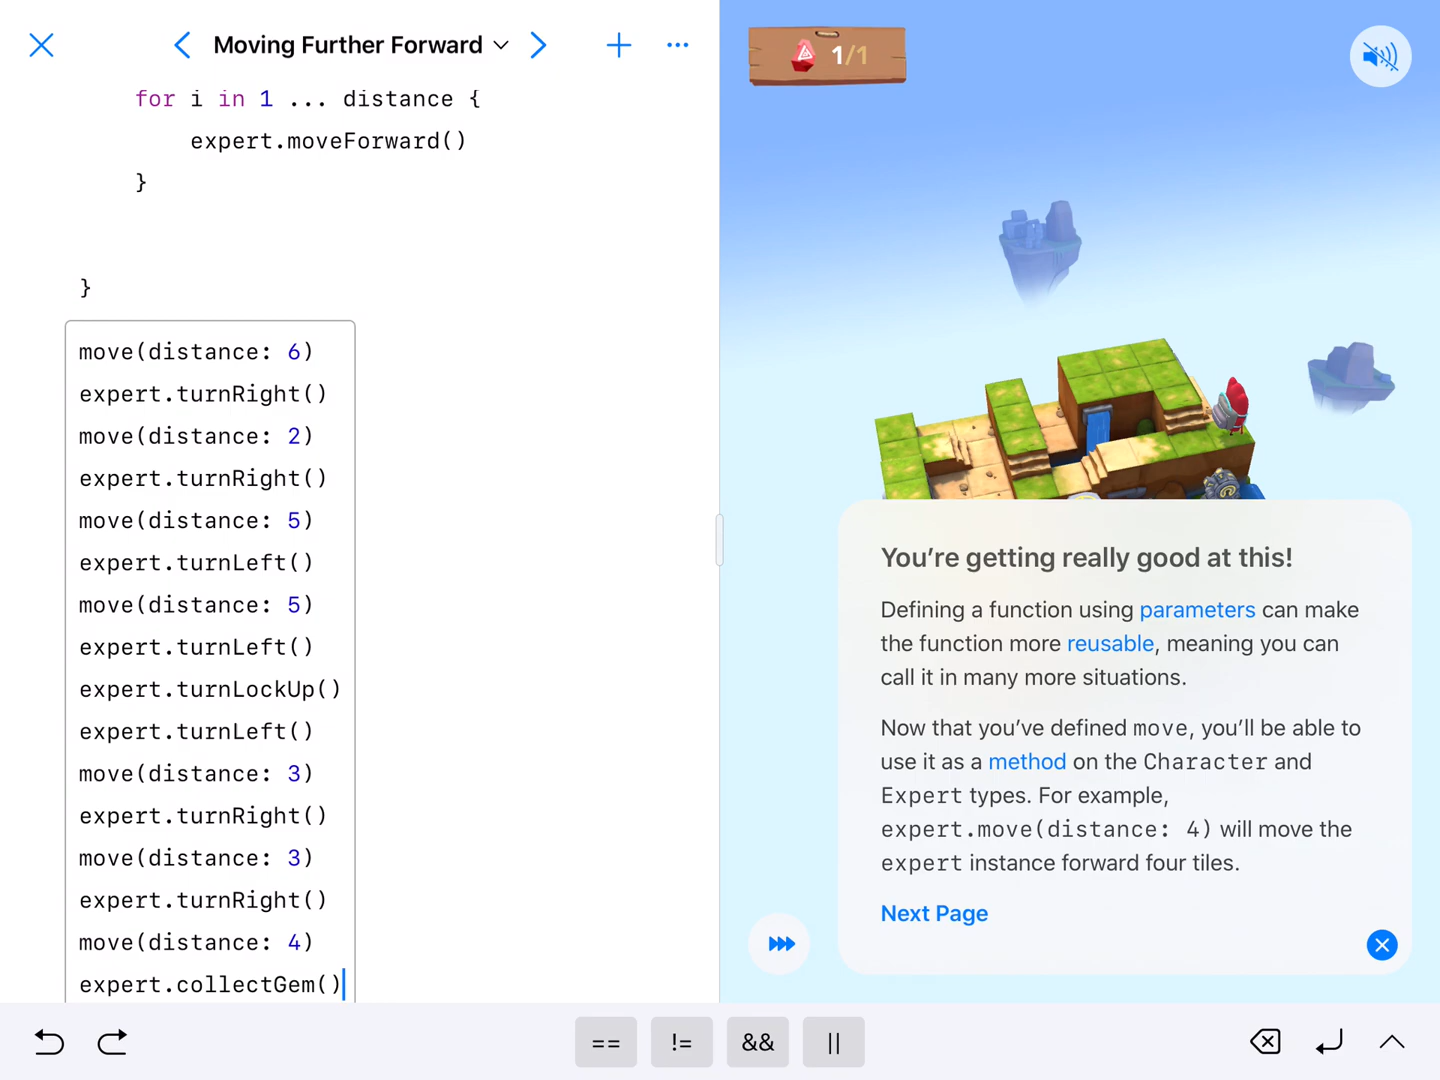 Moving Further Forward
for i in 1 ... distance {
expert.moveForward()
}
}
move(distance: 6)
expert.turnRight()
move(distance: 2)
expert.turnRight()
move(distance: 5)
expert.turnLeft()
move(distance: 5)
expert.turnLeft()
expert.turnLockUp()
expert.turnLeft()
move(distance: 3)
expert.turnRight()
move(distance: 3)
expert.turnRight()
move(distance: 4)
expert.collectGem()
== != && ||
1/1
You’re getting really good at this!
Defining a function using parameters can make
the function more reusable, meaning you can
call it in many more situations.
Now that you’ve defined move, you’ll be able to
use it as a method on the Character and
Expert types. For example,
expert.move(distance: 4) will move the
expert instance forward four tiles.
Next Page